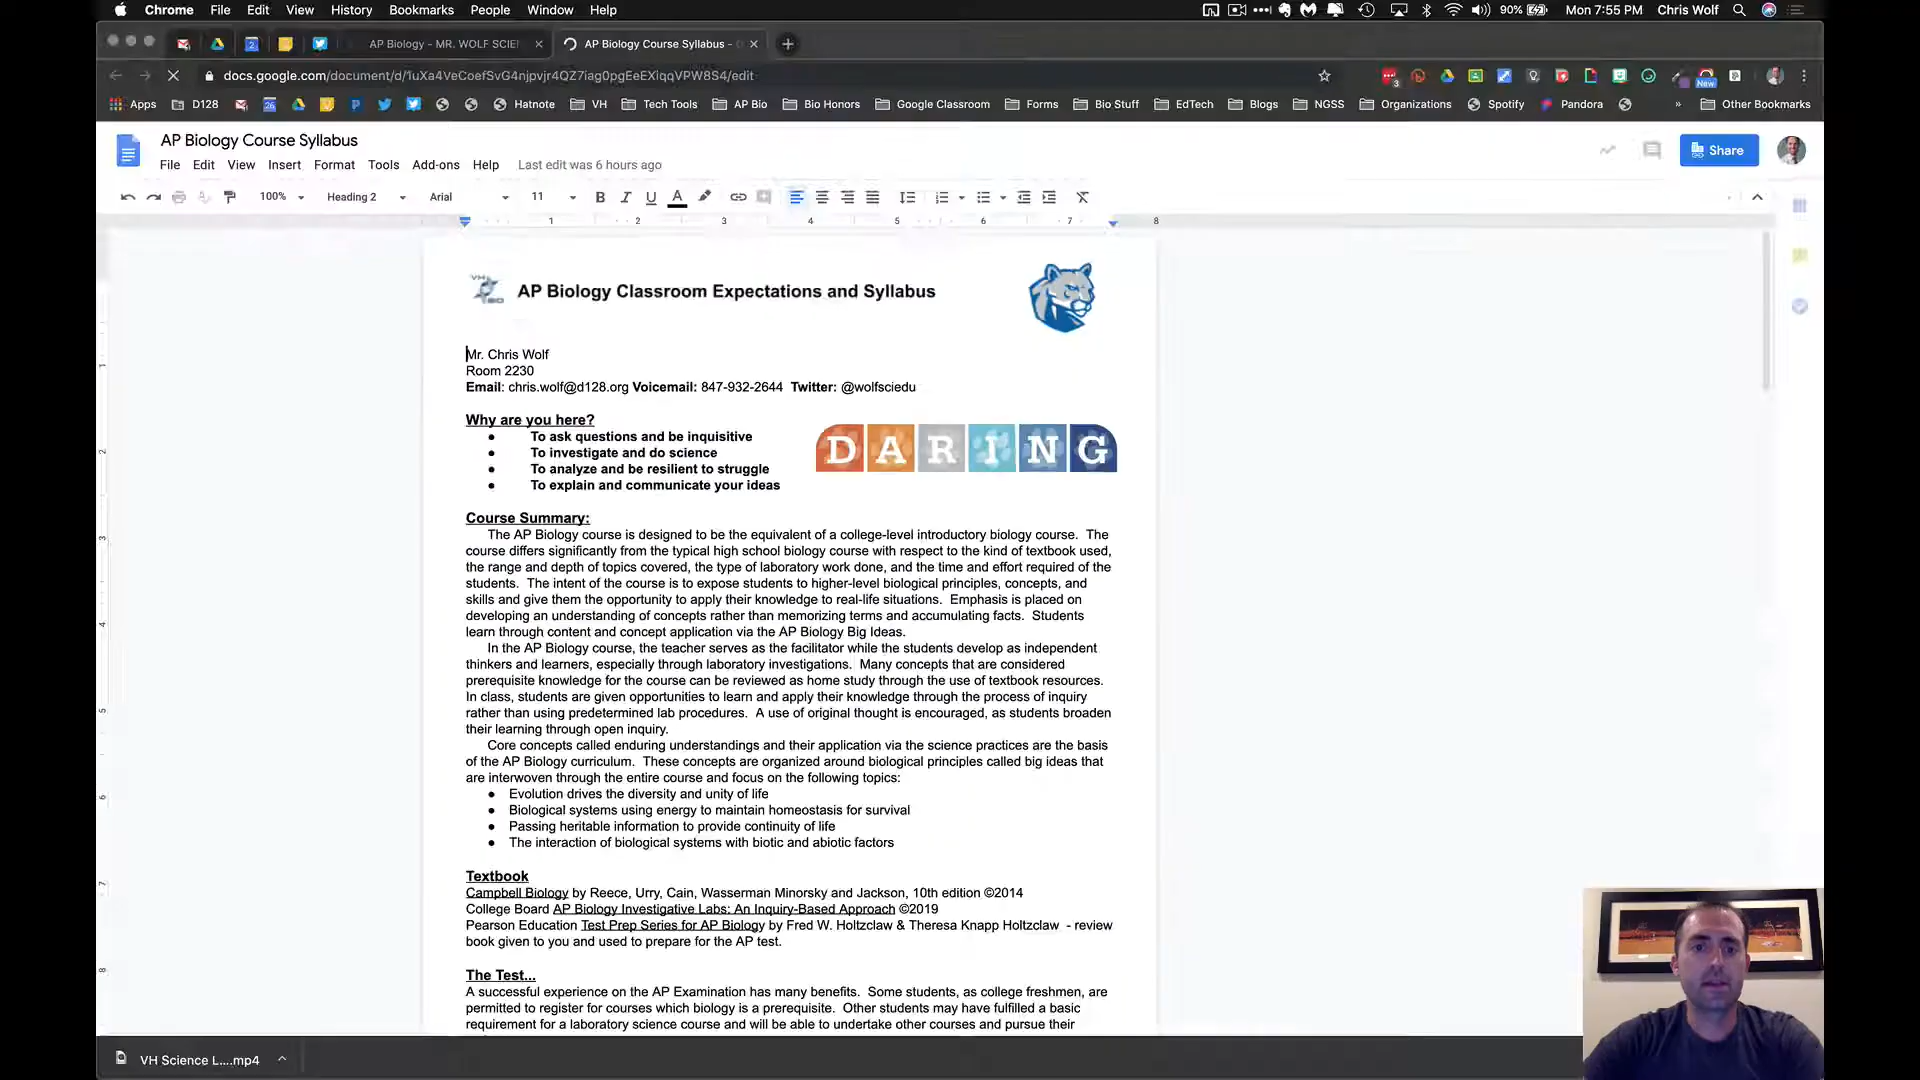 Chrome File Edit View History Bookmarks People Window Help 90% Mon 7:55 PM Chris Wolf
AP Biology - MR. WOLF SCIE AP Biology Course Syllabus -
docs.google.com/document/d/1uXa4VeCoefSvG4njpvjr4QZ7iag0pgEeEXlqqVPW8S4/edit
3 New
Apps D128 26 Hatnote VH Tech Tools AP Bio Bio Honors Google Classroom Forms Bio Stuff EdTech Blogs NGSS Organizations Spotify Pandora » Other Bookmarks
AP Biology Course Syllabus
File Edit View Insert Format Tools Add-ons Help Last edit was 6 hours ago
Share
100% Heading 2 Arial 11 B I U A
1 2 3 4 5 6 7 8
AP Biology Classroom Expectations and Syllabus
Mr. Chris Wolf
Room 2230
Email: chris.wolf@d128.org Voicemail: 847-932-2644 Twitter: @wolfsciedu
Why are you here?
● To ask questions and be inquisitive
● To investigate and do science
● To analyze and be resilient to struggle
● To explain and communicate your ideas
DARING
Course Summary:
The AP Biology course is designed to be the equivalent of a college-level introductory biology course. The
course differs significantly from the typical high school biology course with respect to the kind of textbook used,
the range and depth of topics covered, the type of laboratory work done, and the time and effort required of the
students. The intent of the course is to expose students to higher-level biological principles, concepts, and
skills and give them the opportunity to apply their knowledge to real-life situations. Emphasis is placed on
developing an understanding of concepts rather than memorizing terms and accumulating facts. Students
learn through content and concept application via the AP Biology Big Ideas.
In the AP Biology course, the teacher serves as the facilitator while the students develop as independent
thinkers and learners, especially through laboratory investigations. Many concepts that are considered
prerequisite knowledge for the course can be reviewed as home study through the use of textbook resources.
In class, students are given opportunities to learn and apply their knowledge through the process of inquiry
rather than using predetermined lab procedures. A use of original thought is encouraged, as students broaden
their learning through open inquiry.
Core concepts called enduring understandings and their application via the science practices are the basis
of the AP Biology curriculum. These concepts are organized around biological principles called big ideas that
are interwoven through the entire course and focus on the following topics:
● Evolution drives the diversity and unity of life
● Biological systems using energy to maintain homeostasis for survival
● Passing heritable information to provide continuity of life
● The interaction of biological systems with biotic and abiotic factors
Textbook
Campbell Biology by Reece, Urry, Cain, Wasserman Minorsky and Jackson, 10th edition ©2014
College Board AP Biology Investigative Labs: An Inquiry-Based Approach ©2019
Pearson Education Test Prep Series for AP Biology by Fred W. Holtzclaw & Theresa Knapp Holtzclaw - review
book given to you and used to prepare for the AP test.
The Test...
A successful experience on the AP Examination has many benefits. Some students, as college freshmen, are
permitted to register for courses which biology is a prerequisite. Other students may have fulfilled a basic
requirement for a laboratory science course and will be able to undertake other courses and pursue their
VH Science L....mp4